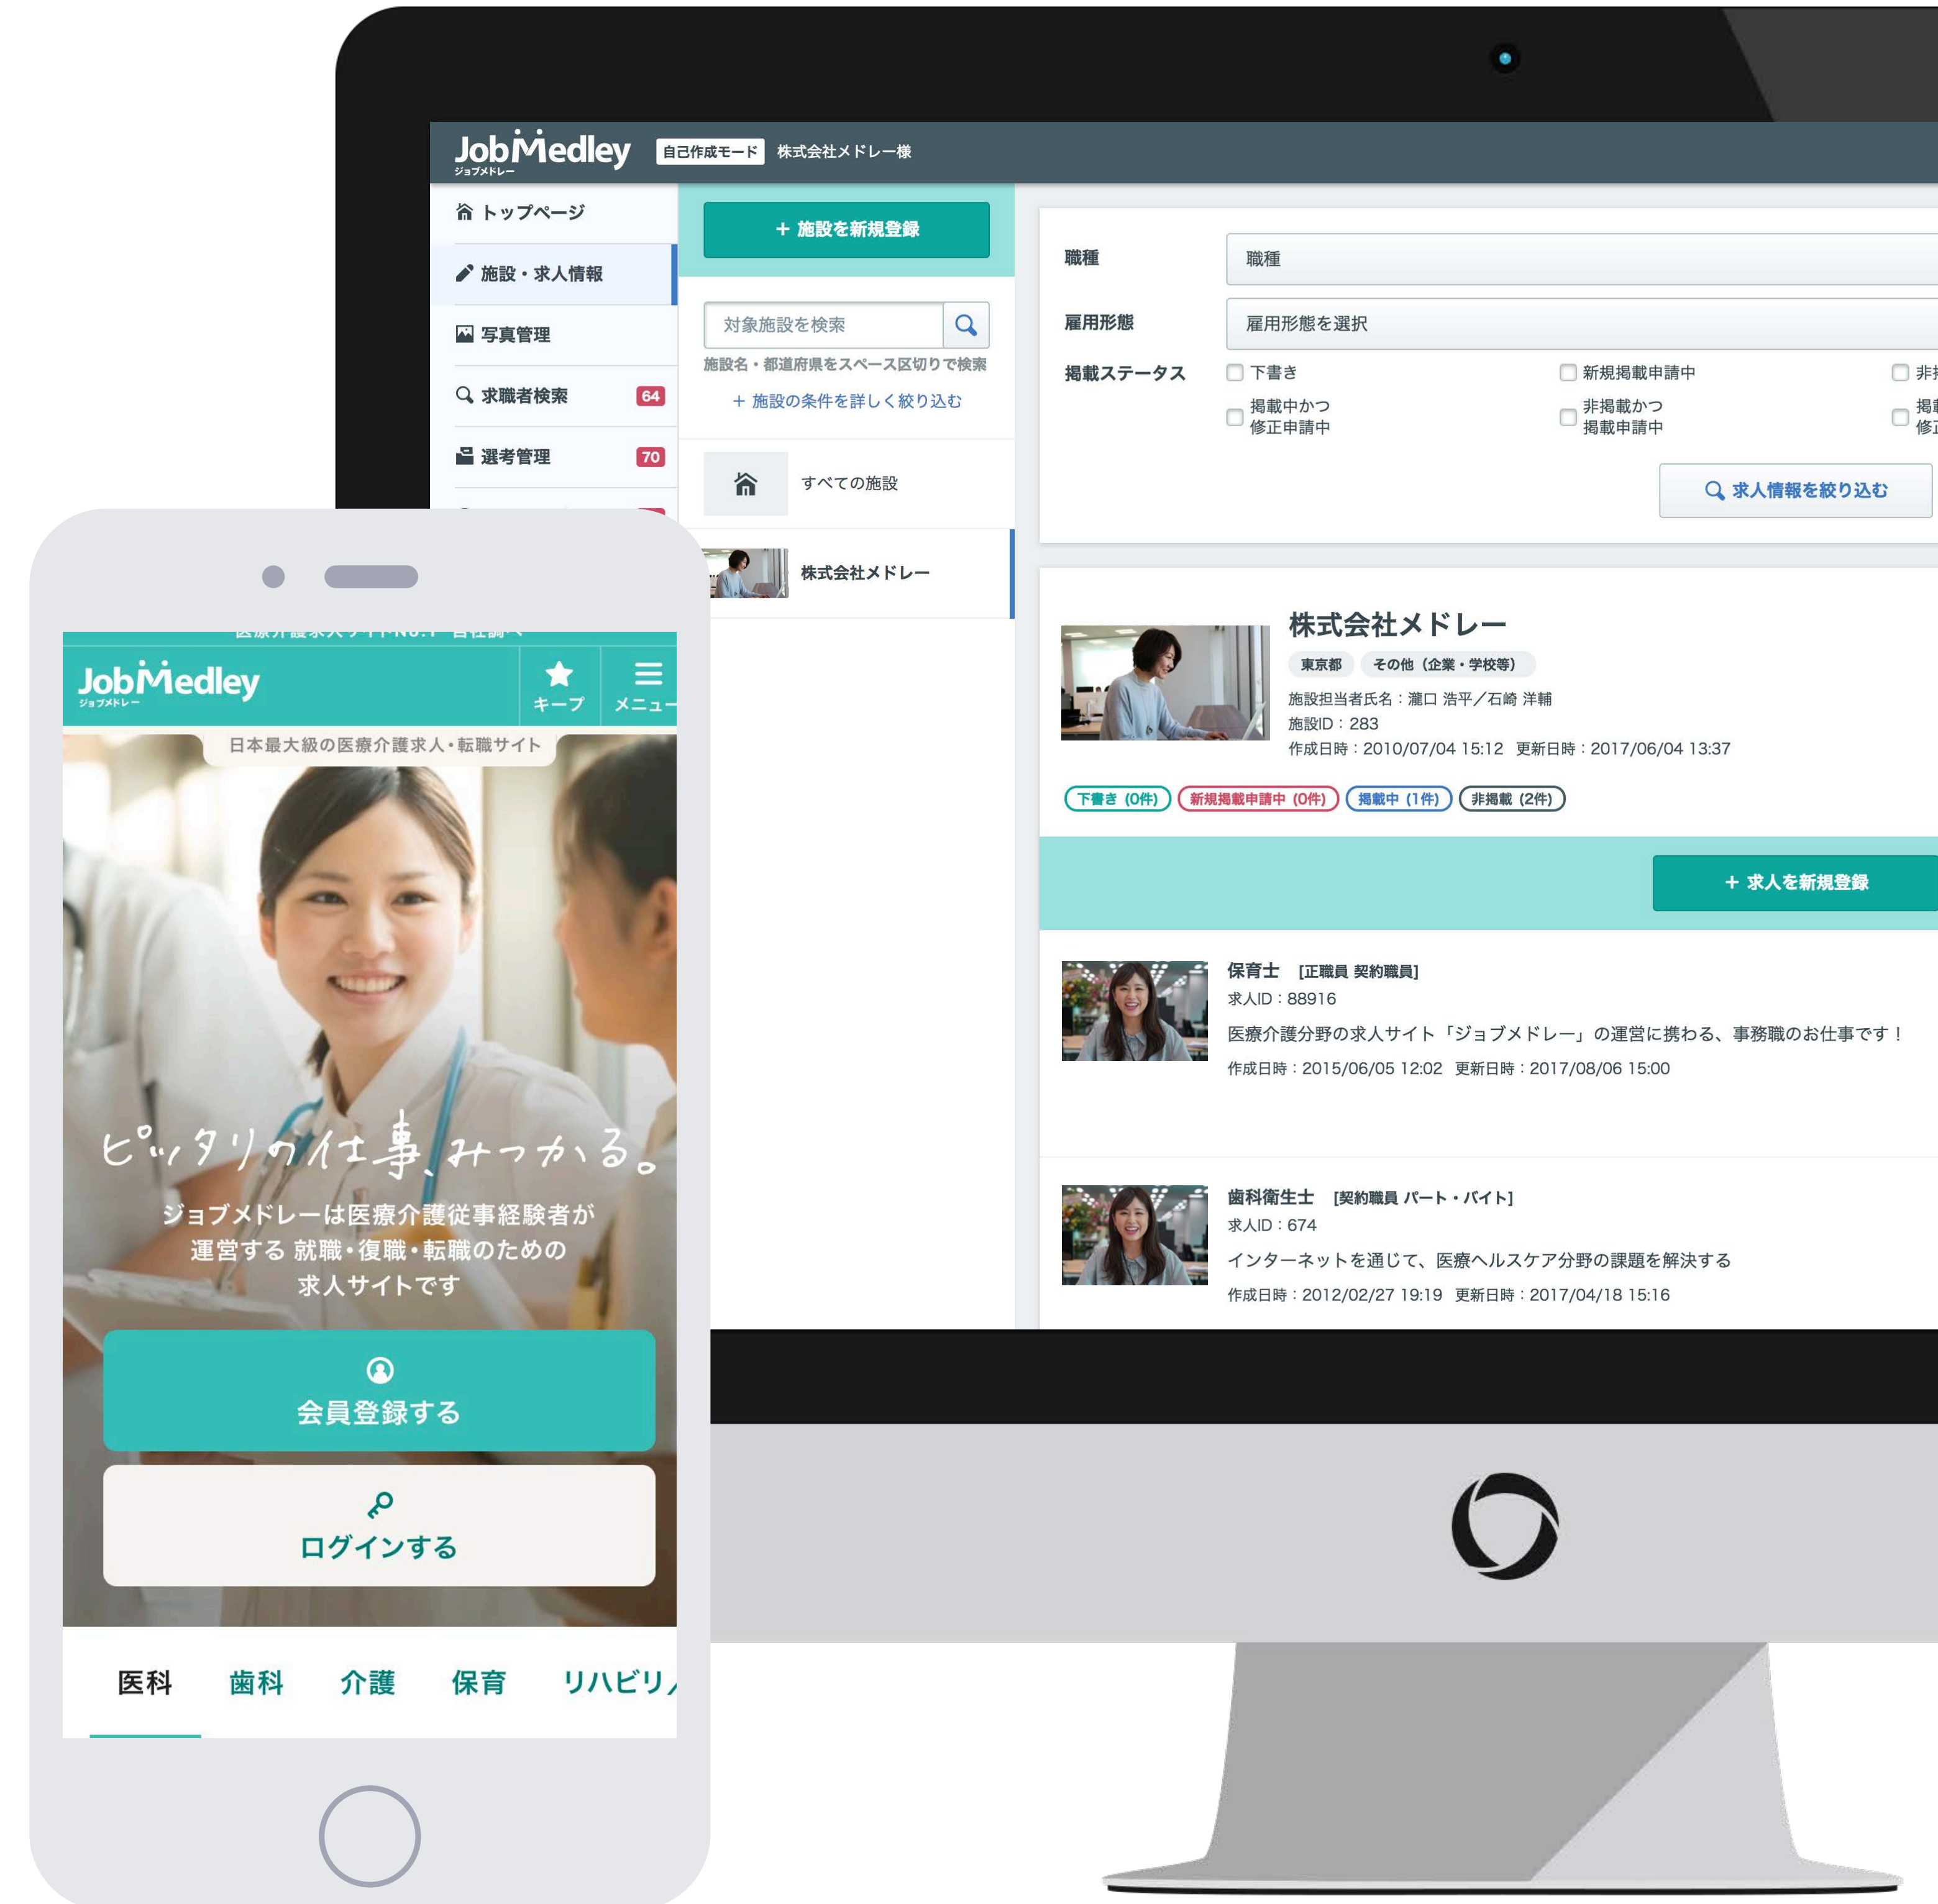 JobMedley
ジョブメドレー
自己作成モード
株式会社メドレー様
トップページ
施設・求人情報
写真管理
求職者検索 64
選考管理 70
+ 施設を新規登録
対象施設を検索
施設名・都道府県をスペース区切りで検索
+ 施設の条件を詳しく絞り込む
すべての施設
株式会社メドレー
職種 職種
雇用形態 雇用形態を選択
掲載ステータス
下書き
新規掲載申請中
掲載中かつ
修正申請中
非掲載かつ
掲載申請中
求人情報を絞り込む
株式会社メドレー
東京都 その他（企業・学校等）
施設担当者氏名：瀧口 浩平／石崎 洋輔
施設ID：283
作成日時：2010/07/04 15:12 更新日時：2017/06/04 13:37
下書き (0件) 新規掲載申請中 (0件) 掲載中 (1件) 非掲載 (2件)
+ 求人を新規登録
保育士 [正職員 契約職員]
求人ID：88916
医療介護分野の求人サイト「ジョブメドレー」の運営に携わる、事務職のお仕事です！
作成日時：2015/06/05 12:02 更新日時：2017/08/06 15:00
歯科衛生士 [契約職員 パート・バイト]
求人ID：674
インターネットを通じて、医療ヘルスケア分野の課題を解決する
作成日時：2012/02/27 19:19 更新日時：2017/04/18 15:16
JobMedley
ジョブメドレー
キープ
メニュー
日本最大級の医療介護求人・転職サイト
ピッタリの仕事、みつかる。
ジョブメドレーは医療介護従事経験者が
運営する 就職・復職・転職のための
求人サイトです
会員登録する
ログインする
医科 歯科 介護 保育 リハビリ